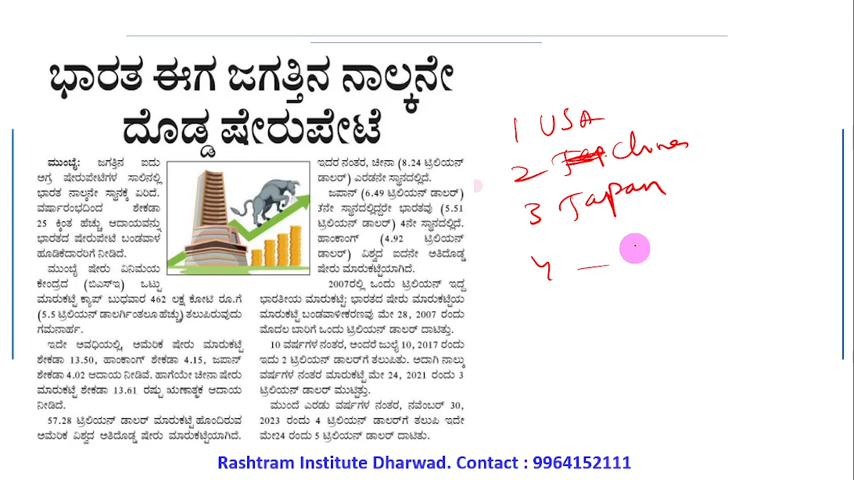 ಭಾರತ ಈಗ ಜಗತ್ತಿನ ನಾಲ್ಕನೇ
ದೊಡ್ಡ ಷೇರುಪೇಟೆ
ಮುಂಬೈ: ಜಗತ್ತಿನ ಐದು
ಅಗ್ರ ಷೇರುಪೇಟೆಗಳ ಸಾಲಿನಲ್ಲಿ
ಭಾರತ ನಾಲ್ಕನೇ ಸ್ಥಾನಕ್ಕೆ ಏರಿದೆ.
ವರ್ಷಾರಂಭದಿಂದ ಶೇಕಡಾ
25 ಕ್ಕಿಂತ ಹೆಚ್ಚು ಆದಾಯವನ್ನು
ಭಾರತದ ಷೇರುಪೇಟೆ ಬಂಡವಾಳ
ಹೂಡಿಕೆದಾರರಿಗೆ ನೀಡಿದೆ.
ಮುಂಬೈ ಷೇರು ವಿನಿಮಯ
ಕೇಂದ್ರದ (ಬಿಎಸ್ಇ) ಒಟ್ಟು
ಮಾರುಕಟ್ಟೆ ಕ್ಯಾಪ್ ಬುಧವಾರ 462 ಲಕ್ಷ ಕೋಟಿ ರೂ.ಗೆ
(5.5 ಟ್ರಿಲಿಯನ್ ಡಾಲರ್ಗಿಂತಲೂ ಹೆಚ್ಚು) ತಲುಪಿರುವುದು
ಗಮನಾರ್ಹ.
ಇದೇ ಅವಧಿಯಲ್ಲಿ, ಅಮೆರಿಕ ಷೇರು ಮಾರುಕಟ್ಟೆ
ಶೇಕಡಾ 13.50, ಹಾಂಕಾಂಗ್ ಶೇಕಡಾ 4.15, ಜಪಾನ್
ಶೇಕಡಾ 4.02 ಆದಾಯ ನೀಡಿವೆ. ಹಾಗೆಯೇ ಚೀನಾ ಷೇರು
ಮಾರುಕಟ್ಟೆ ಶೇಕಡಾ 13.61 ರಷ್ಟು ಋಣಾತ್ಮಕ ಆದಾಯ
ನೀಡಿದೆ.
57.28 ಟ್ರಿಲಿಯನ್ ಡಾಲರ್ ಮಾರುಕಟ್ಟೆ ಹೊಂದಿರುವ
ಅಮೆರಿಕ ವಿಶ್ವದ ಅತಿದೊಡ್ಡ ಷೇರು ಮಾರುಕಟ್ಟೆಯಾಗಿದೆ.
ಇದರ ನಂತರ, ಚೀನಾ (8.24 ಟ್ರಿಲಿಯನ್
ಡಾಲರ್) ಎರಡನೇ ಸ್ಥಾನದಲ್ಲಿದೆ.
ಜಪಾನ್ (6.49 ಟ್ರಿಲಿಯನ್ ಡಾಲರ್)
3ನೇ ಸ್ಥಾನದಲ್ಲಿದ್ದರೇ ಭಾರತವು (5.51
ಟ್ರಿಲಿಯನ್ ಡಾಲರ್) 4ನೇ ಸ್ಥಾನದಲ್ಲಿದೆ.
ಹಾಂಕಾಂಗ್ (4.92 ಟ್ರಿಲಿಯನ್
ಡಾಲರ್) ವಿಶ್ವದ ಐದನೇ ಅತಿದೊಡ್ಡ
ಷೇರು ಮಾರುಕಟ್ಟೆಯಾಗಿದೆ.
2007ರಲ್ಲಿ ಒಂದು ಟ್ರಿಲಿಯನ್ ಇದ್ದ
ಭಾರತೀಯ ಮಾರುಕಟ್ಟೆ: ಭಾರತದ ಷೇರು ಮಾರುಕಟ್ಟೆಯ
ಮಾರುಕಟ್ಟೆ ಬಂಡವಾಳೀಕರಣವು ಮೇ 28, 2007 ರಂದು
ಮೊದಲ ಬಾರಿಗೆ ಒಂದು ಟ್ರಿಲಿಯನ್ ಡಾಲರ್ ದಾಟಿತ್ತು.
10 ವರ್ಷಗಳ ನಂತರ, ಅಂದರೆ ಜುಲೈ 10, 2017 ರಂದು
ಇದು 2 ಟ್ರಿಲಿಯನ್ ಡಾಲರ್‌ಗೆ ತಲುಪಿತು. ಅದಾಗಿ ನಾಲ್ಕು
ವರ್ಷಗಳ ನಂತರ ಮಾರುಕಟ್ಟೆ ಮೇ 24, 2021 ರಂದು 3
ಟ್ರಿಲಿಯನ್ ಡಾಲರ್ ಮುಟ್ಟಿತ್ತು.
ಮುಂದೆ ಎರಡು ವರ್ಷಗಳ ನಂತರ, ನವೆಂಬರ್ 30,
2023 ರಂದು 4 ಟ್ರಿಲಿಯನ್ ಡಾಲರ್‌ಗೆ ತಲುಪಿ ಇದೇ
ಮೇ24 ರಂದು 5 ಟ್ರಿಲಿಯನ್ ಡಾಲರ್ ದಾಟಿತು.
1 USA
2 China
3 Japan
4 —
Rashtram Institute Dharwad. Contact : 9964152111